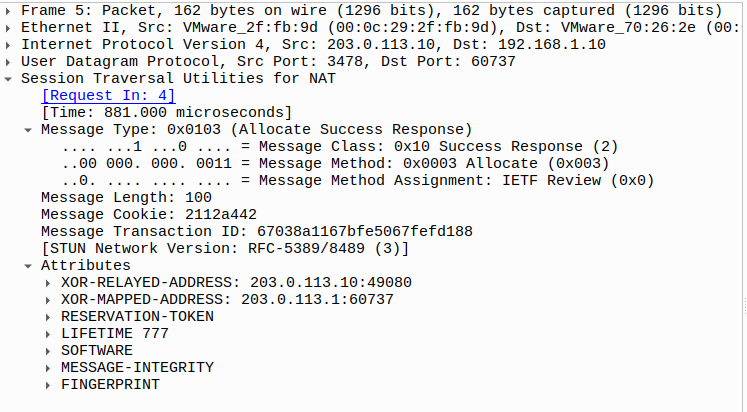 Frame 5: Packet, 162 bytes on wire (1296 bits), 162 bytes captured (1296 bits)
Ethernet II, Src: VMware_2f:fb:9d (00:0c:29:2f:fb:9d), Dst: VMware_70:26:2e (00:
Internet Protocol Version 4, Src: 203.0.113.10, Dst: 192.168.1.10
User Datagram Protocol, Src Port: 3478, Dst Port: 60737
Session Traversal Utilities for NAT
[Request In: 4]
[Time: 881.000 microseconds]
Message Type: 0x0103 (Allocate Success Response)
.... ...1 ...0 .... = Message Class: 0x10 Success Response (2)
..00 000. 000. 0011 = Message Method: 0x0003 Allocate (0x003)
..0. .... .... .... = Message Method Assignment: IETF Review (0x0)
Message Length: 100
Message Cookie: 2112a442
Message Transaction ID: 67038a1167bfe5067fefd188
[STUN Network Version: RFC-5389/8489 (3)]
Attributes
XOR-RELAYED-ADDRESS: 203.0.113.10:49080
XOR-MAPPED-ADDRESS: 203.0.113.1:60737
RESERVATION-TOKEN
LIFETIME 777
SOFTWARE
MESSAGE-INTEGRITY
FINGERPRINT